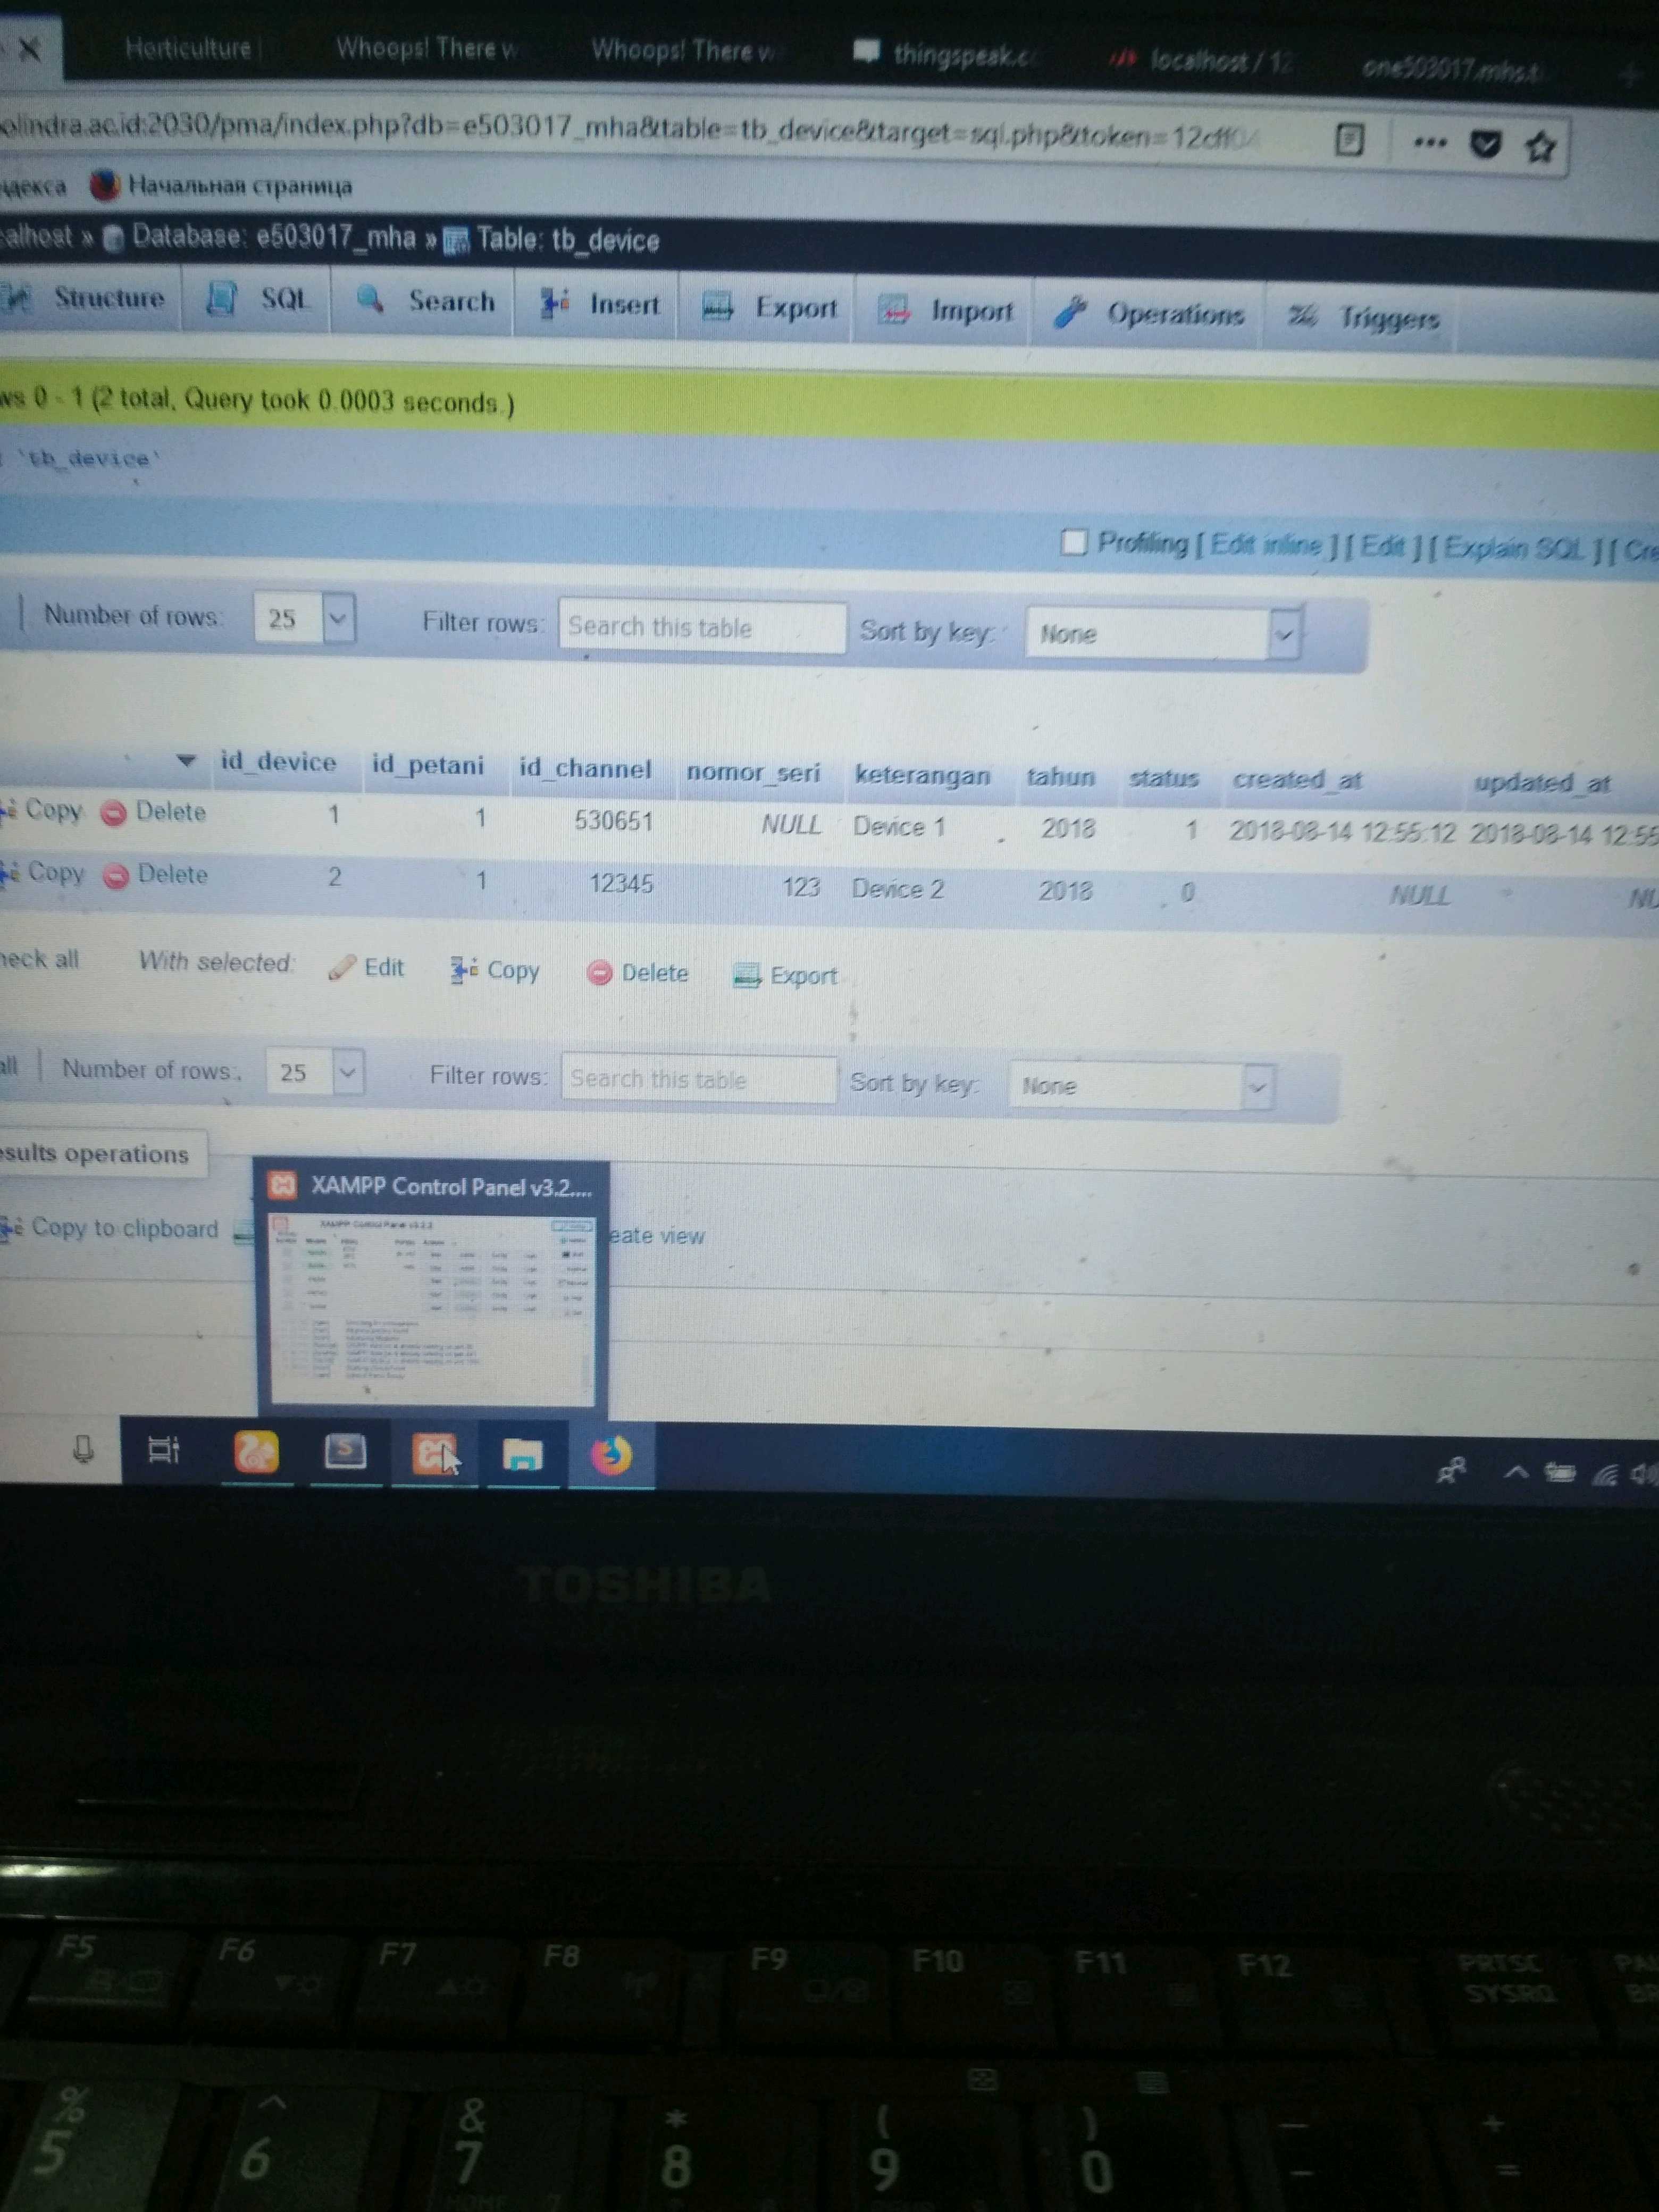 Horticulture
Whoops! There w
Whoops! There w
thingspeak.c
localhost / 12
one503017.mhs.t
olindra.ac.id:2030/pma/index.php?db=e503017_mha&table=tb_device&target=sql.php&token=12cff0
ндекса Начальная страница
alhost » Database: e503017_mha » Table: tb_device
Structure SQL Search Insert Export Import Operations Triggers
ws 0 - 1 (2 total, Query took 0.0003 seconds.)
`tb_device`
Profiling [ Edit inline ] [ Edit ] [ Explain SQL ] [ Cre
Number of rows: 25 Filter rows: Search this table Sort by key: None
id_device id_petani id_channel nomor_seri keterangan tahun status created_at updated_at
Copy Delete 1 1 530651 NULL Device 1 2018 1 2018-08-14 12:55:12 2018-08-14 12:55
Copy Delete 2 1 12345 123 Device 2 2018 0 NULL NU
heck all With selected: Edit Copy Delete Export
all Number of rows: 25 Filter rows: Search this table Sort by key: None
esults operations
XAMPP Control Panel v3.2....
Copy to clipboard
eate view
TOSHIBA
F5 F6 F7 F8 F9 F10 F11 F12 PRTSC
SYSRQ
% ^ & * ( ) _ +
5 6 7 8 9 0 - =
HOME